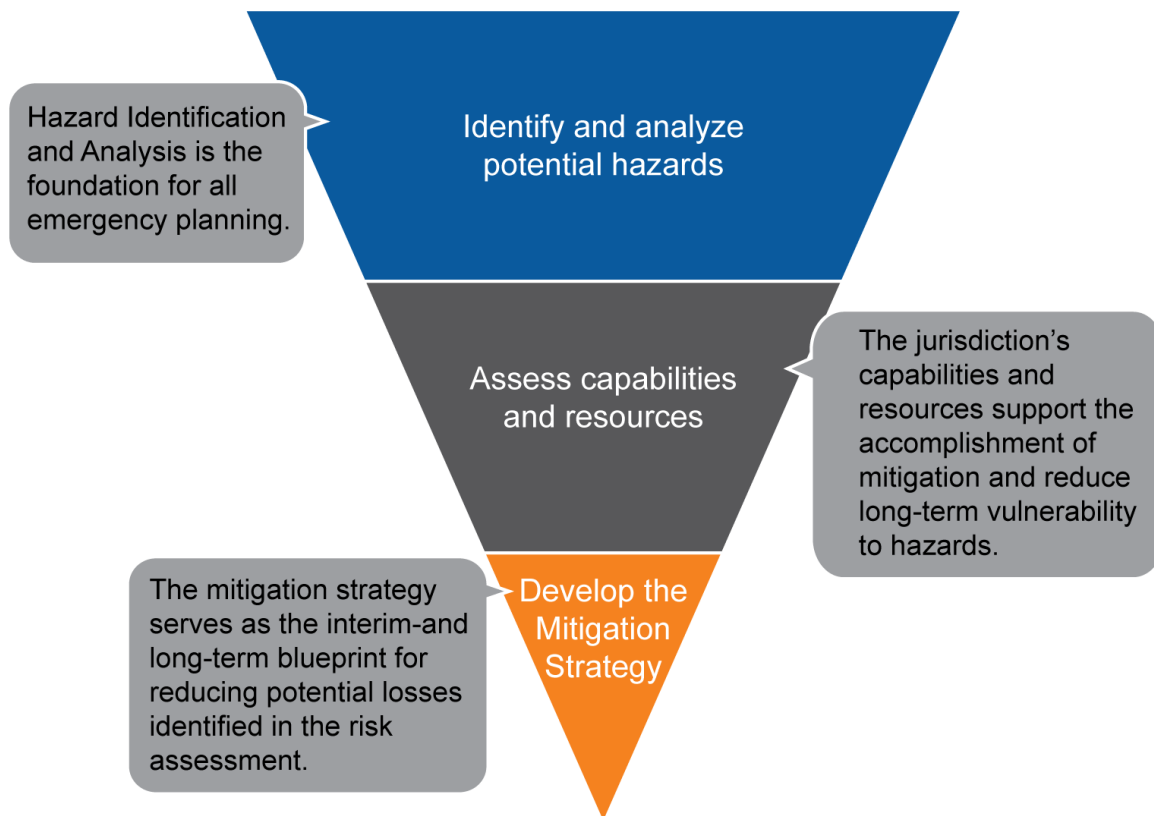 Hazard Identification
and Analysis is the
foundation for all
emergency planning.
Identify and analyze
potential hazards
Assess capabilities
and resources
The jurisdiction’s
capabilities and
resources support the
accomplishment of
mitigation and reduce
long-term vulnerability
to hazards.
The mitigation strategy
serves as the interim-and
long-term blueprint for
reducing potential losses
identified in the risk
assessment.
Develop the
Mitigation
Strategy